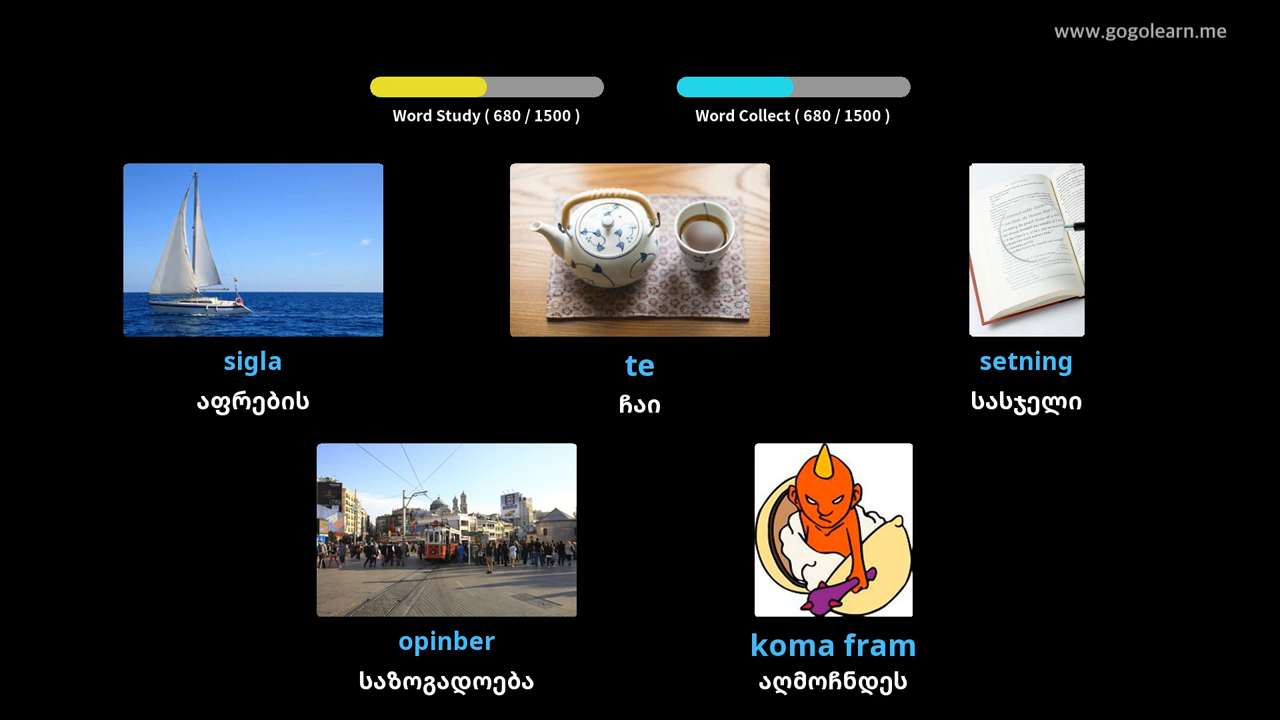 www.gogolearn.me
Word Study ( 680 / 1500 )
Word Collect ( 680 / 1500 )
sigla
te
setning
აფრების
ჩაი
სასჯელი
opinber
koma fram
საზოგადოება
აღმოჩნდეს